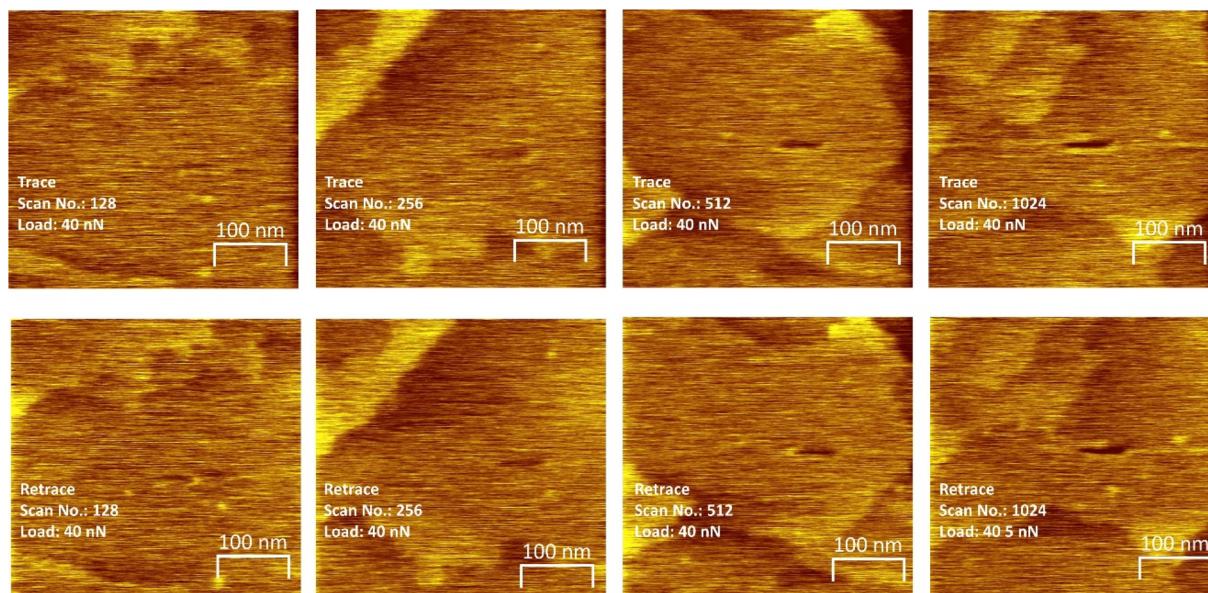 Trace
Scan No.: 128
Load: 40 nN
100 nm
Trace
Scan No.: 256
Load: 40 nN
100 nm
Trace
Scan No.: 512
Load: 40 nN
100 nm
Trace
Scan No.: 1024
Load: 40 nN
100 nm
Retrace
Scan No.: 128
Load: 40 nN
100 nm
Retrace
Scan No.: 256
Load: 40 nN
100 nm
Retrace
Scan No.: 512
Load: 40 nN
100 nm
Retrace
Scan No.: 1024
Load: 40 5 nN
100 nm